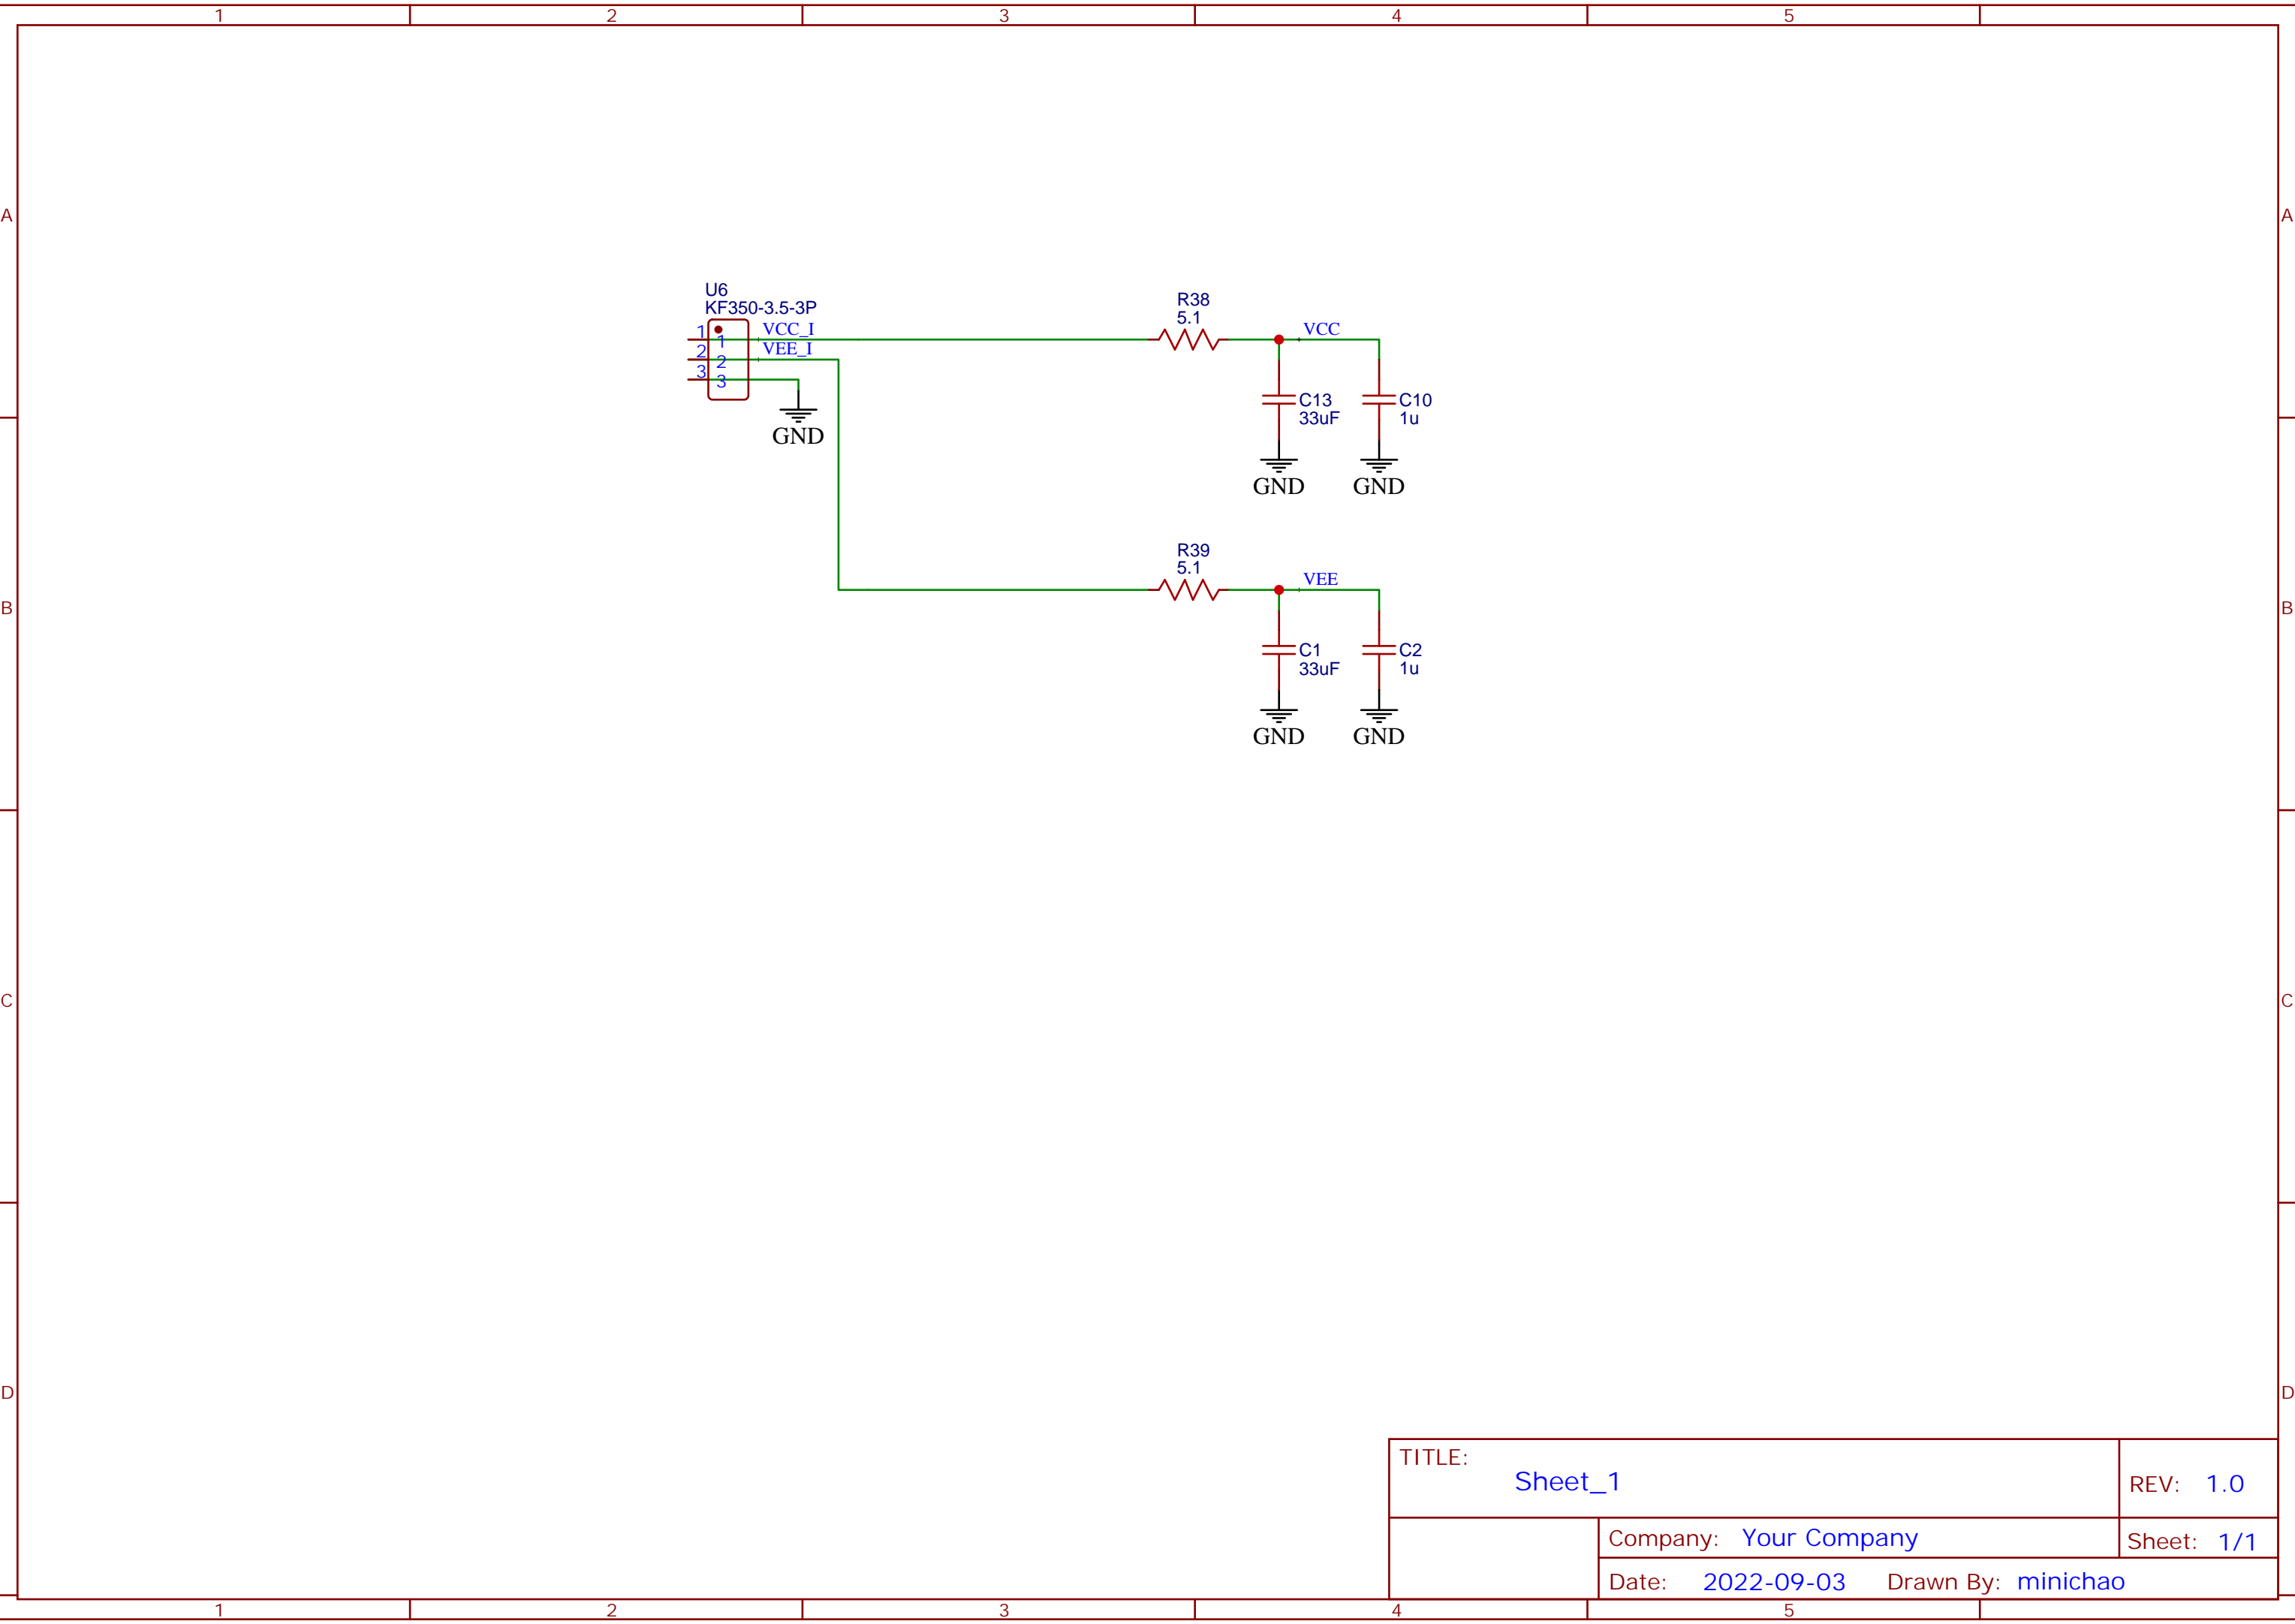 1 2 3 4 5
A A
U6
KF350-3.5-3P
R38
5.1
1 1 VCC_I
VCC
2 2 VEE_I
3 3
GND
C13
33uF
C10
1u
GND GND
R39
5.1
VEE
B B
C1
33uF
C2
1u
GND GND
C C
D D
TITLE:
Sheet_1
REV: 1.0
Company: Your Company
Sheet: 1/1
Date: 2022-09-03 Drawn By: minichao
1 2 3 4 5